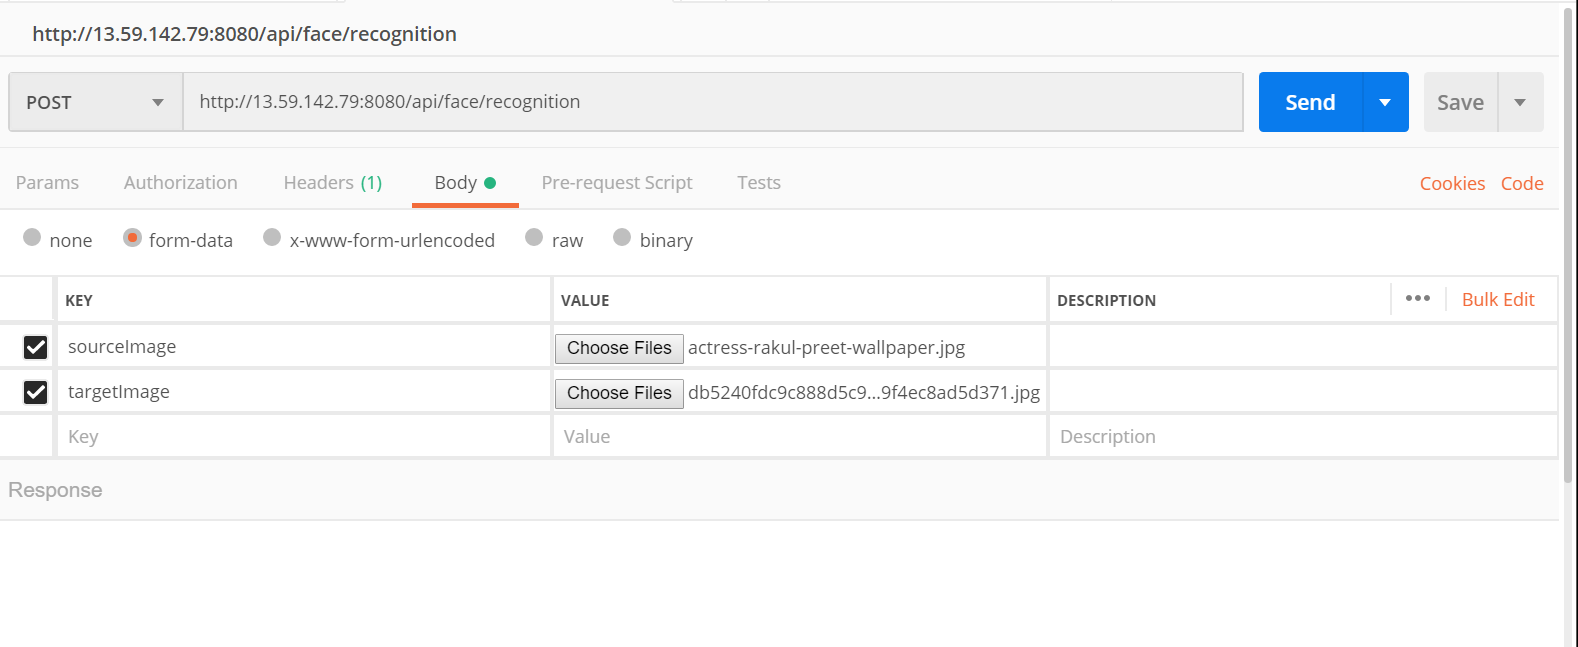 http://13.59.142.79:8080/api/face/recognition
POST http://13.59.142.79:8080/api/face/recognition Send Save
Params Authorization Headers (1) Body Pre-request Script Tests Cookies Code
none form-data x-www-form-urlencoded raw binary
KEY VALUE DESCRIPTION ••• Bulk Edit
sourceImage Choose Files actress-rakul-preet-wallpaper.jpg
targetImage Choose Files db5240fdc9c888d5c9...9f4ec8ad5d371.jpg
Key Value Description
Response